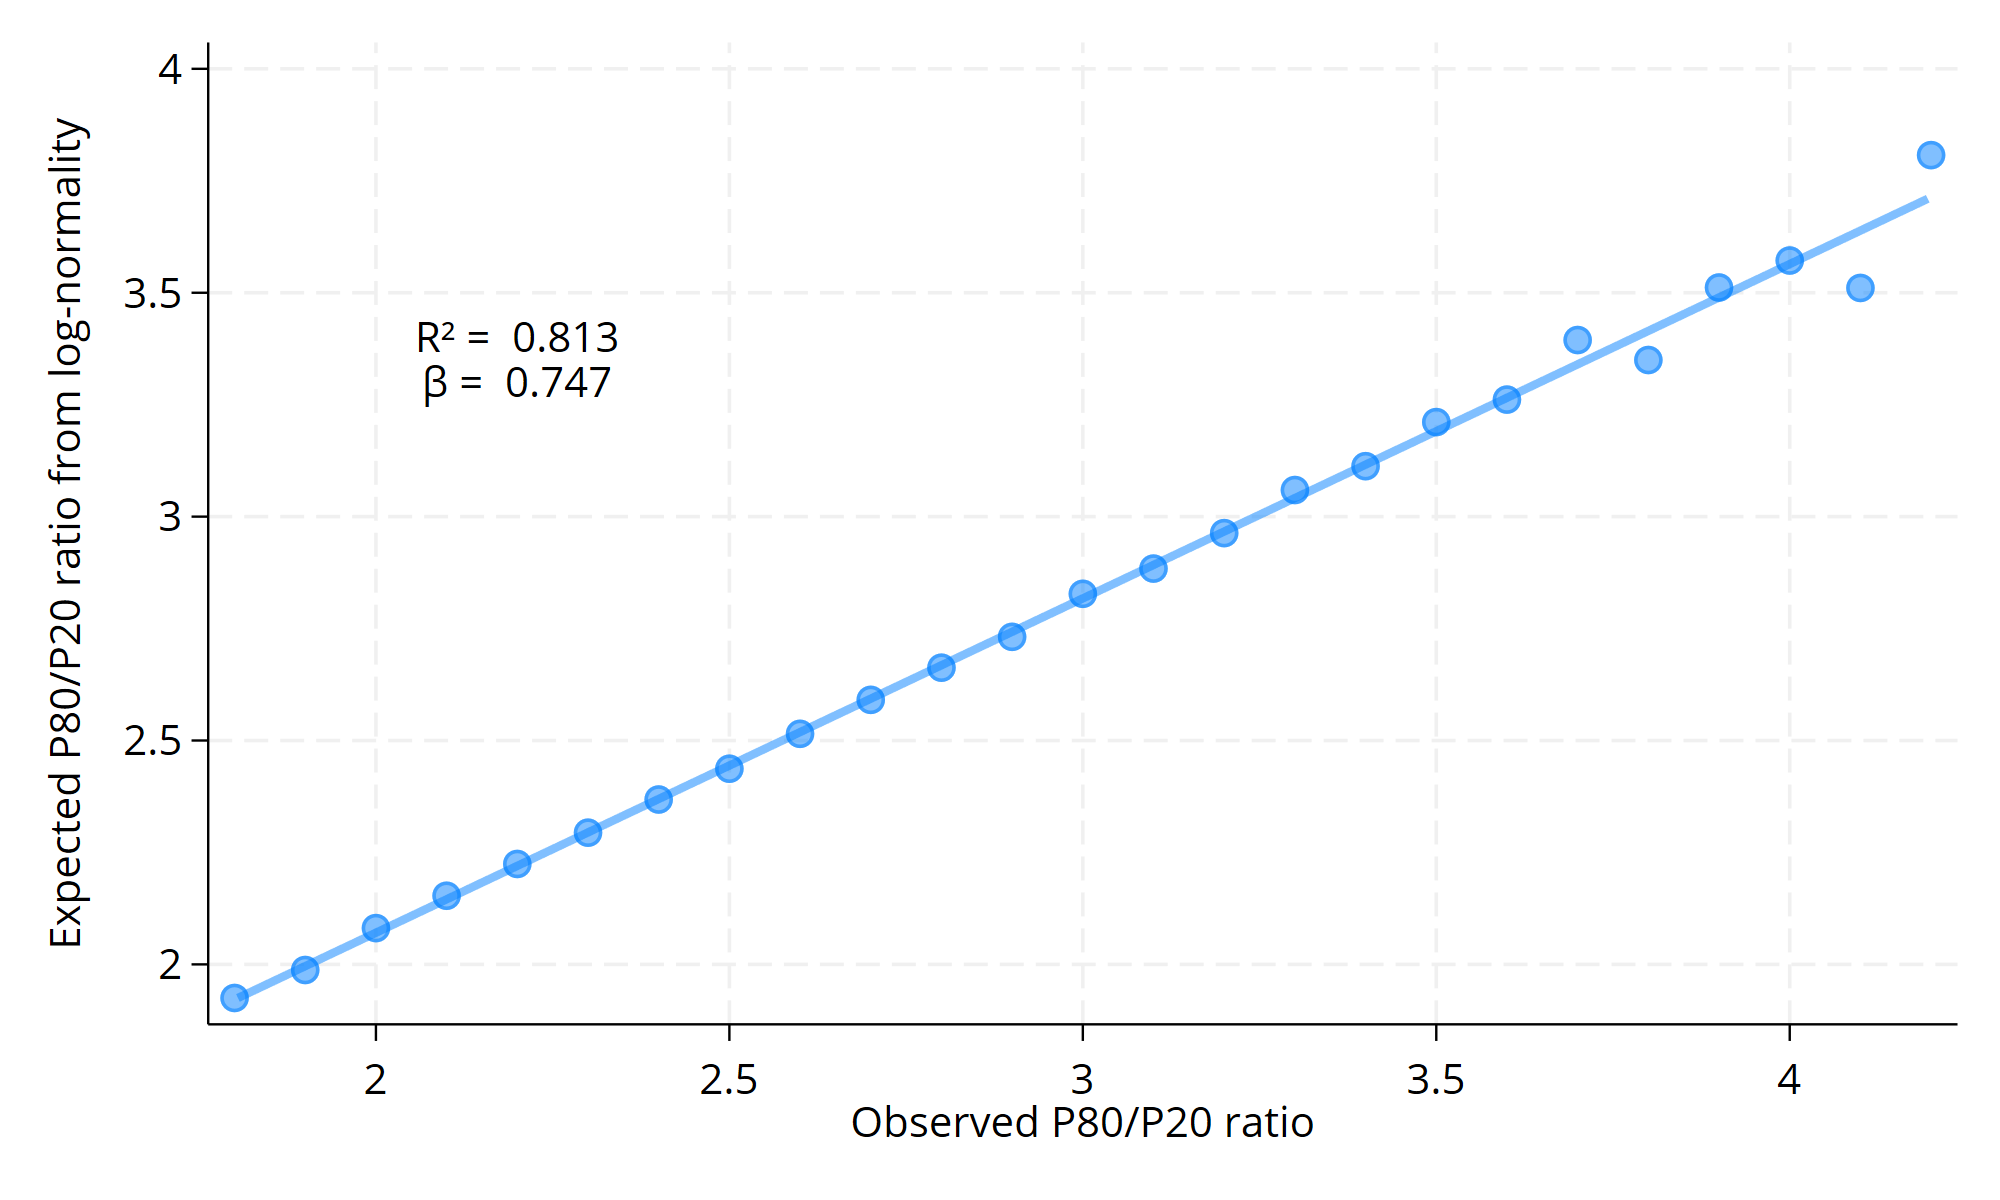 Expected P80/P20 ratio from log-normality
4
3.5
3
2.5
2
R² = 0.813
β = 0.747
2
2.5
3
3.5
4
Observed P80/P20 ratio